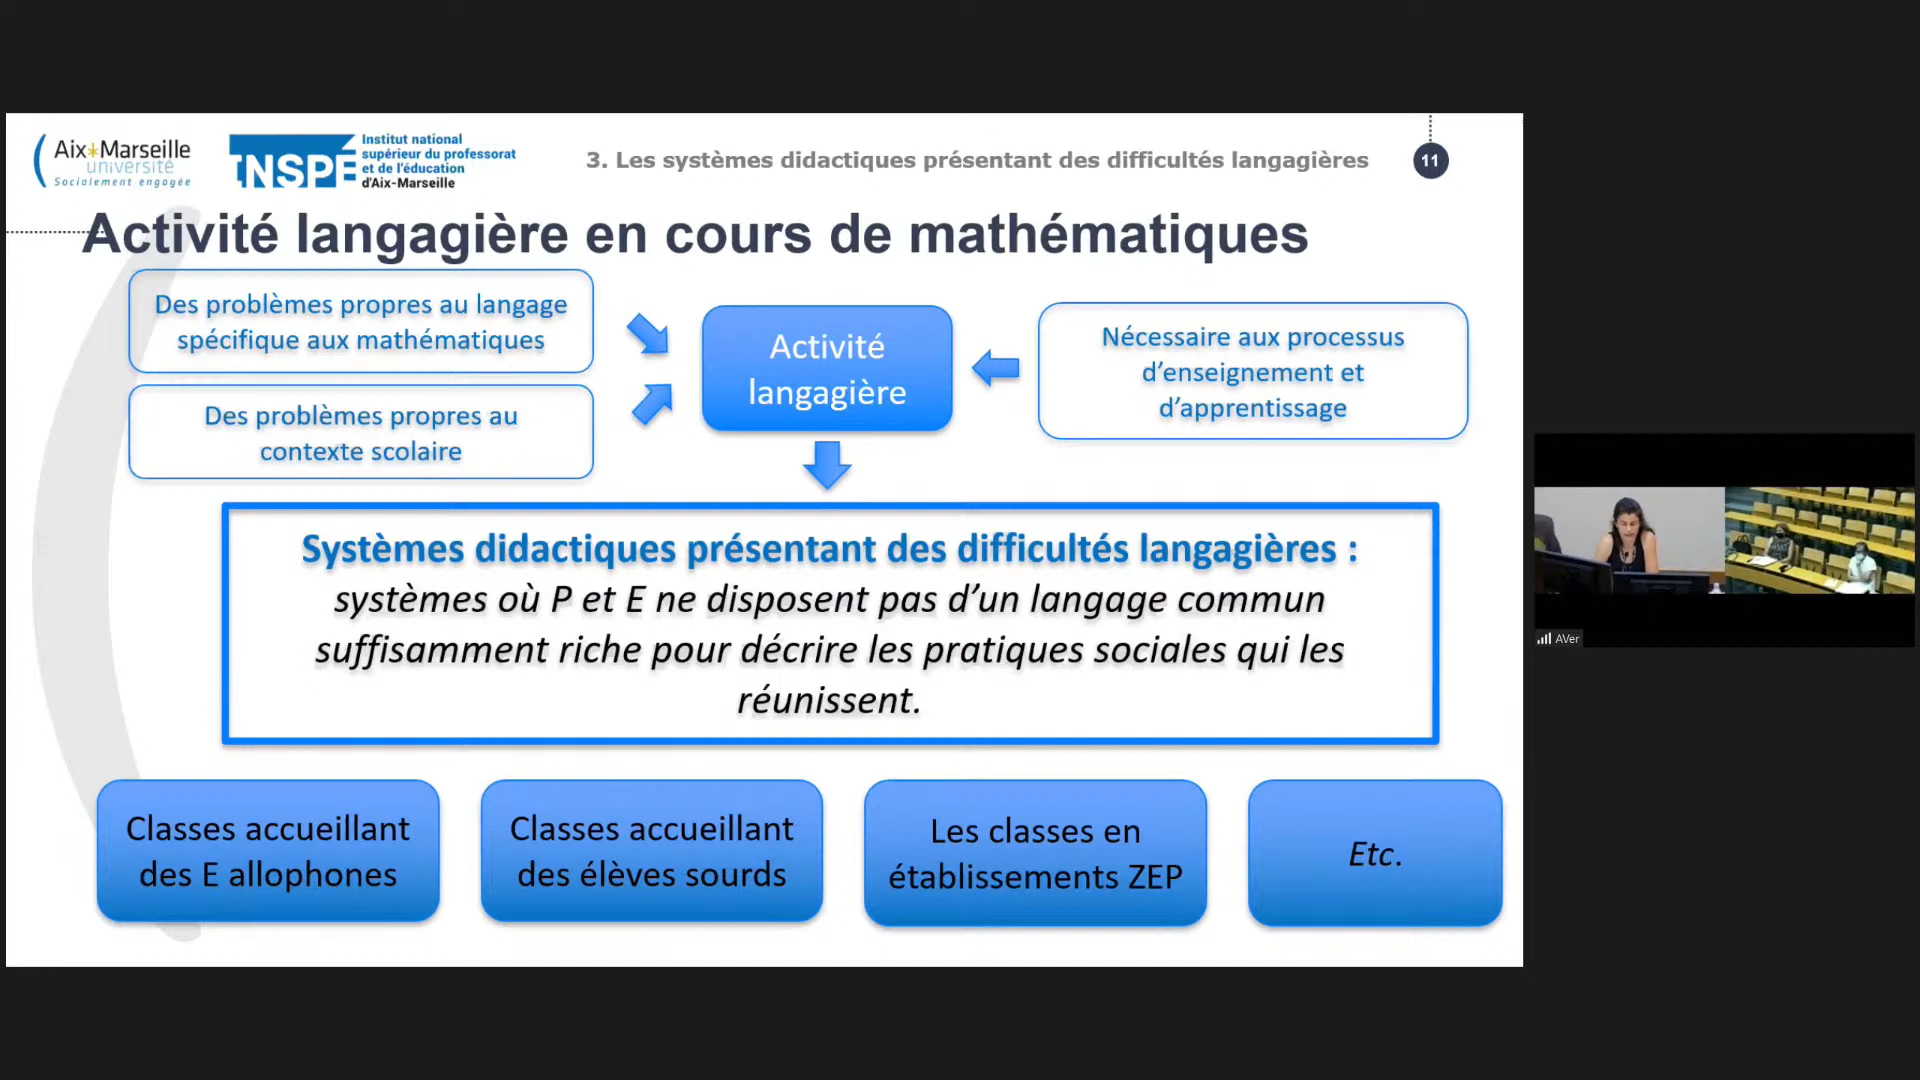 Aix✶Marseille
université
Socialement engagée
INSPÉ
Institut national
supérieur du professorat
et de l’éducation
d’Aix-Marseille
3. Les systèmes didactiques présentant des difficultés langagières
11
Activité langagière en cours de mathématiques
Des problèmes propres au langage
spécifique aux mathématiques
Des problèmes propres au
contexte scolaire
Activité
langagière
Nécessaire aux processus
d’enseignement et
d’apprentissage
Systèmes didactiques présentant des difficultés langagières :
systèmes où P et E ne disposent pas d’un langage commun
suffisamment riche pour décrire les pratiques sociales qui les
réunissent.
Classes accueillant
des E allophones
Classes accueillant
des élèves sourds
Les classes en
établissements ZEP
Etc.
AVer